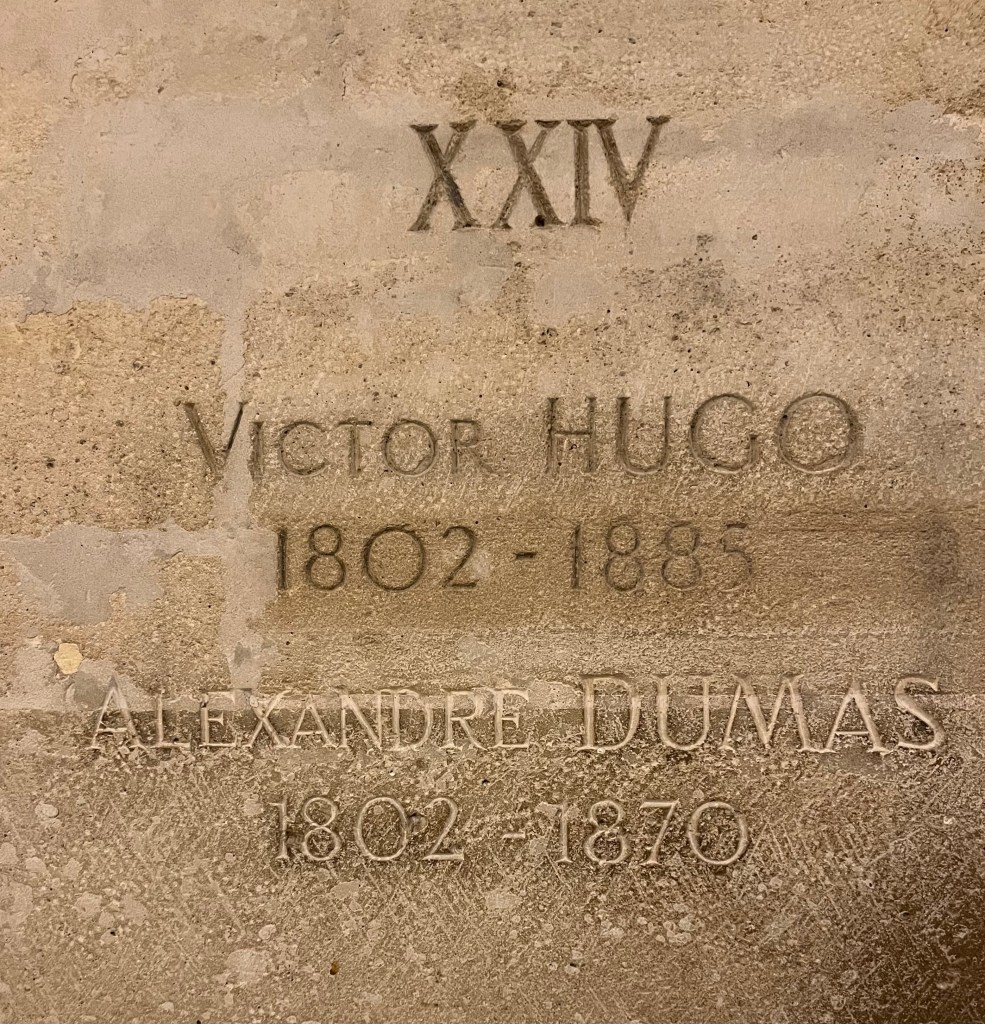 XXIV
VICTOR HUGO
1802 - 1885
ALEXANDRE DUMAS
1802 - 1870